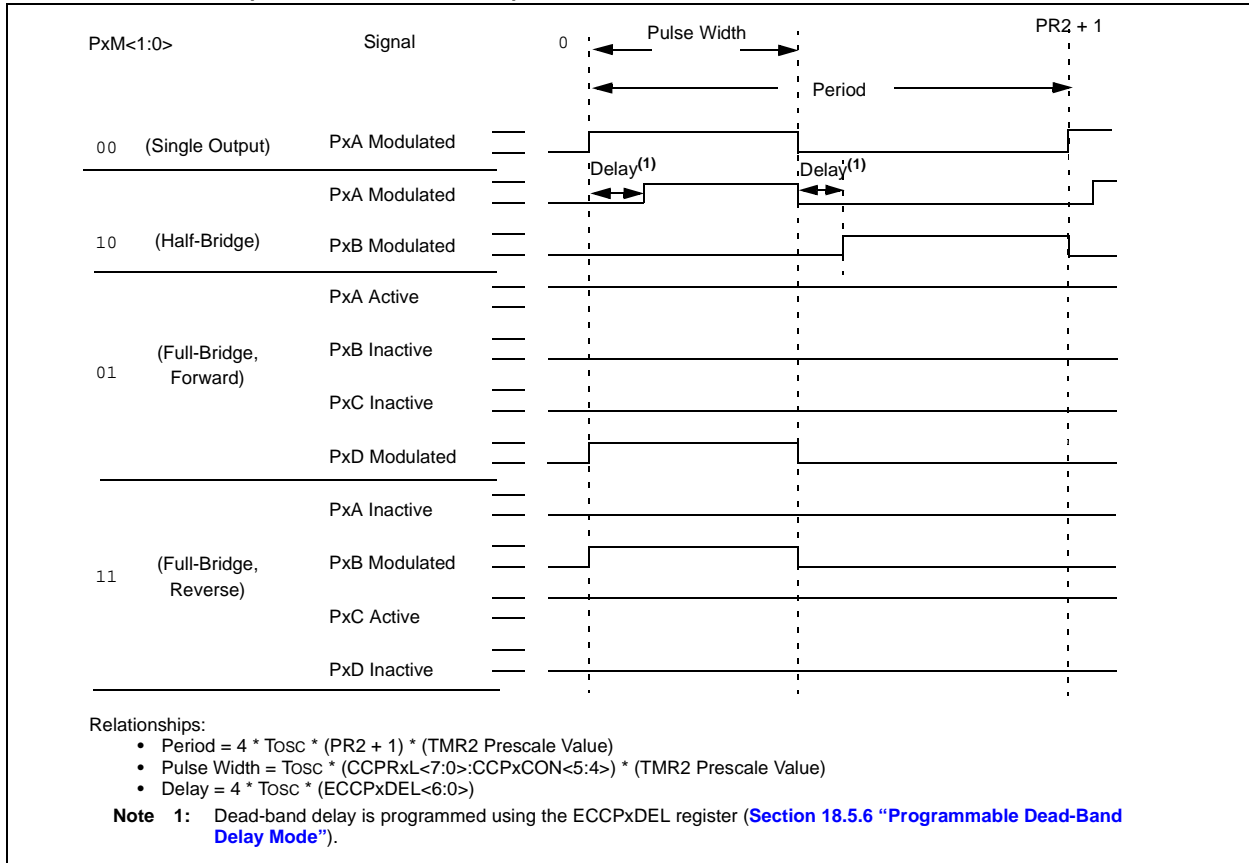 PxM<1:0> Signal 0 Pulse Width PR2 + 1
Period
00 (Single Output) PxA Modulated
Delay(1) Delay(1)
PxA Modulated
10 (Half-Bridge) PxB Modulated
PxA Active
PxB Inactive
01 (Full-Bridge,
Forward)
PxC Inactive
PxD Modulated
PxA Inactive
PxB Modulated
11 (Full-Bridge,
Reverse)
PxC Active
PxD Inactive
Relationships:
• Period = 4 * TOSC * (PR2 + 1) * (TMR2 Prescale Value)
• Pulse Width = TOSC * (CCPRxL<7:0>:CCPxCON<5:4>) * (TMR2 Prescale Value)
• Delay = 4 * TOSC * (ECCPxDEL<6:0>)
Note 1: Dead-band delay is programmed using the ECCPxDEL register (Section 18.5.6 “Programmable Dead-Band
Delay Mode”).